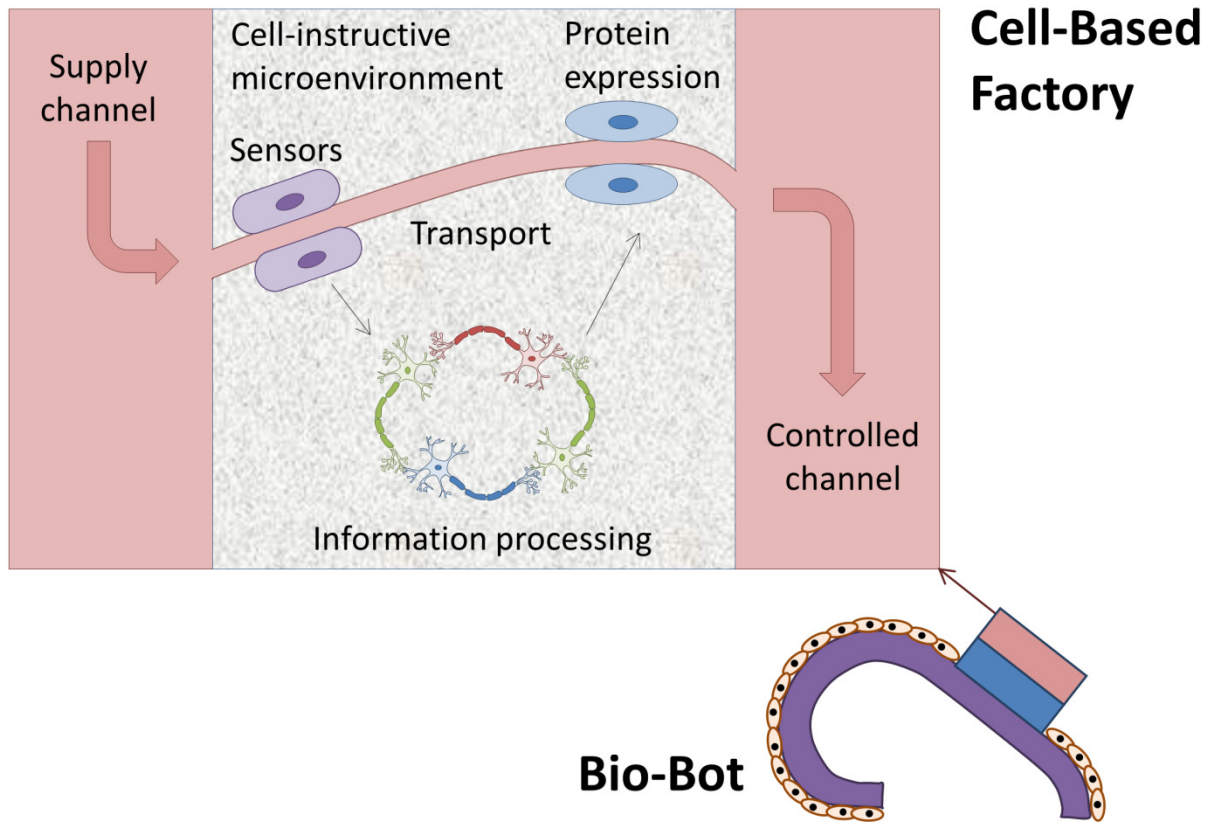 Cell-Based
Factory
Supply
channel
Cell-instructive
microenvironment
Protein
expression
Sensors
Transport
Information processing
Controlled
channel
Bio-Bot